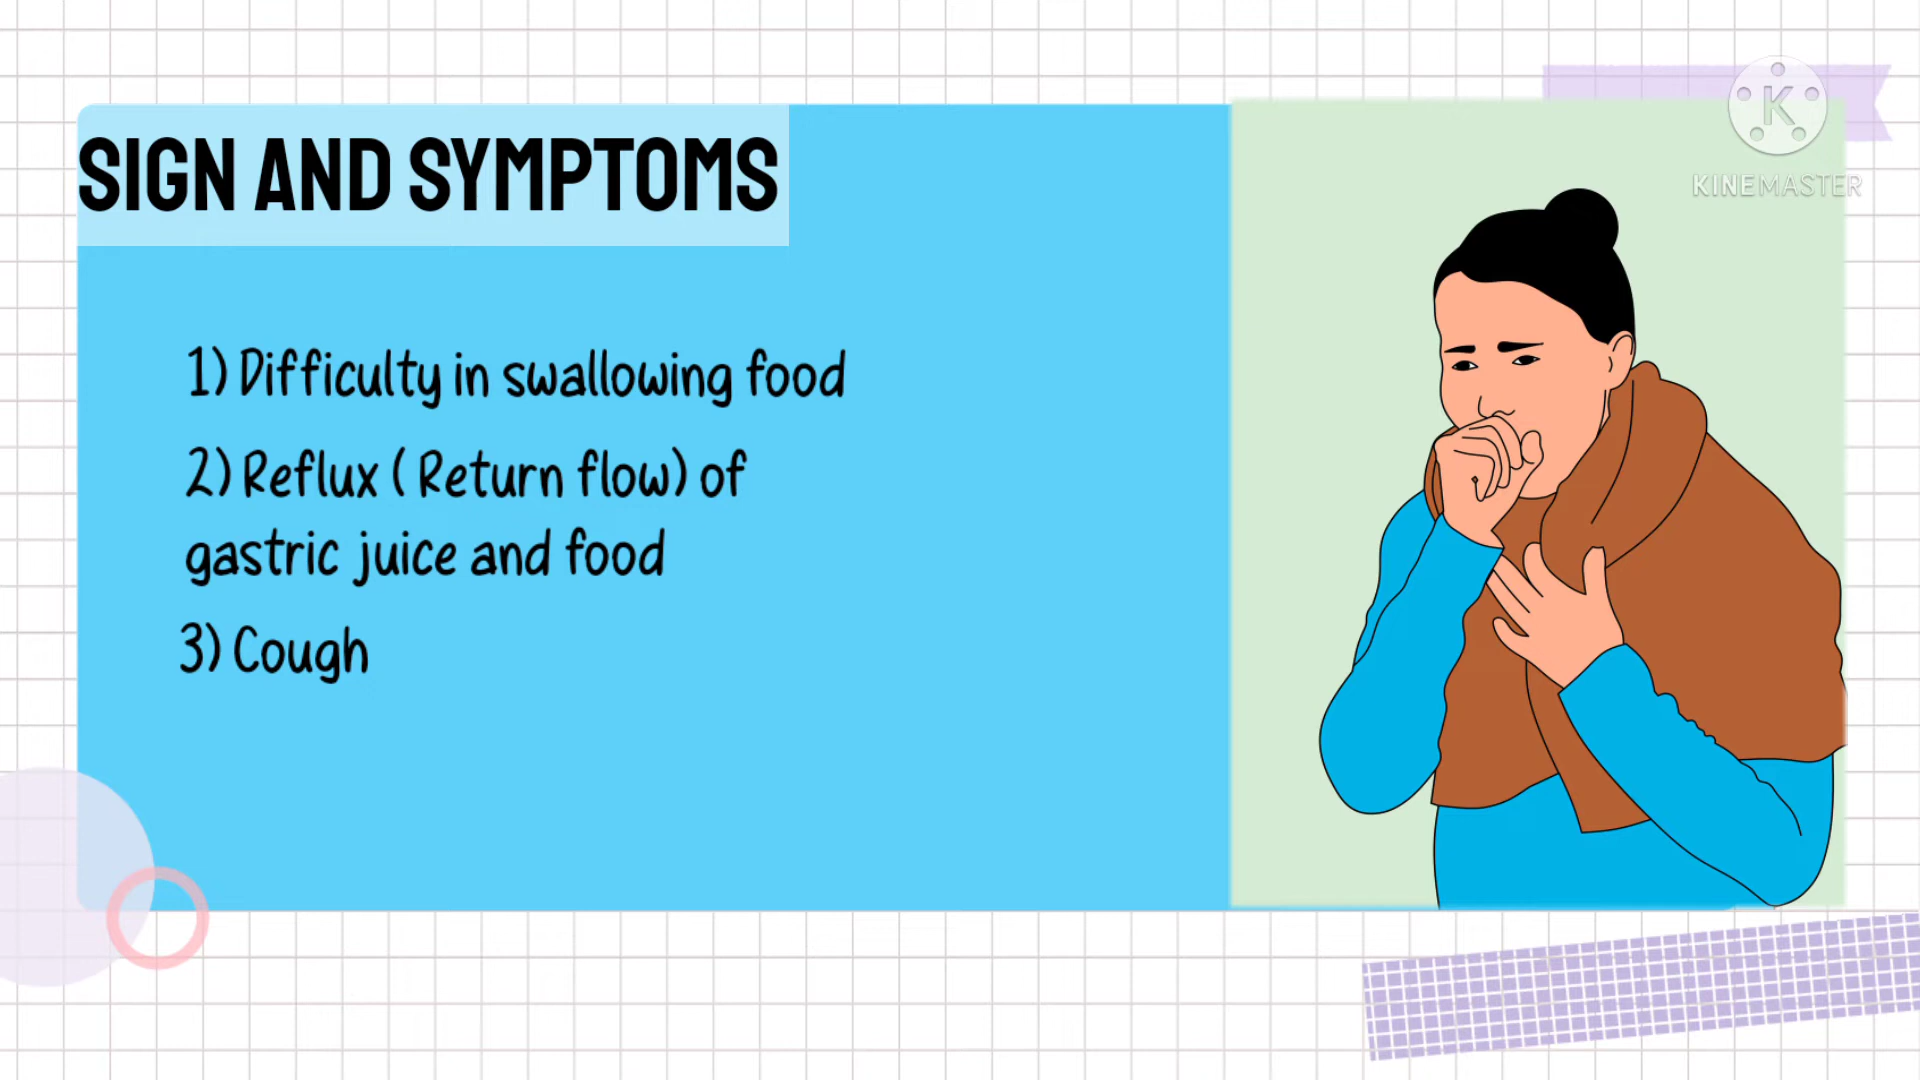 K
KINEMASTER
SIGN AND SYMPTOMS
1) Difficulty in swallowing food
2) Reflux ( Return flow) of
gastric juice and food
3) Cough